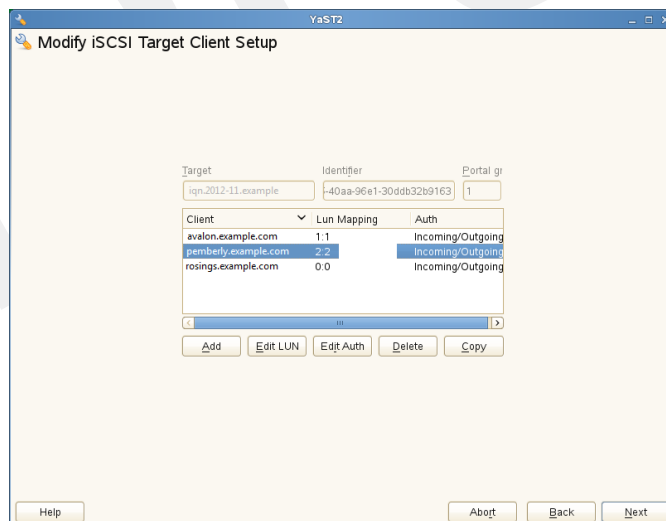 YaST2
Modify iSCSI Target Client Setup
Target Identifier Portal gr
iqn.2012-11.example -40aa-96e1-30ddb32b9163 1
Client Lun Mapping Auth
avalon.example.com 1:1 Incoming/Outgoing
pemberly.example.com 2:2 Incoming/Outgoing
rosings.example.com 0:0 Incoming/Outgoing
Add Edit LUN Edit Auth Delete Copy
Help Abort Back Next